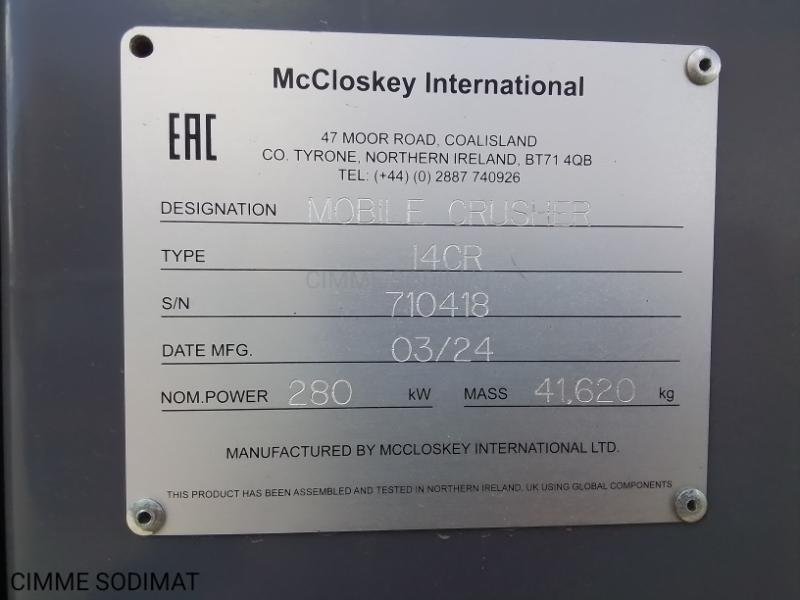 McCloskey International
EAC
47 MOOR ROAD, COALISLAND
CO. TYRONE, NORTHERN IRELAND, BT71 4QB
TEL: (+44) (0) 2887 740926
DESIGNATION MOBILE CRUSHER
TYPE I4CR
CIMME SODIMAT
S/N 710418
DATE MFG. 03/24
NOM.POWER 280 kW MASS 41,620 kg
MANUFACTURED BY MCCLOSKEY INTERNATIONAL LTD.
THIS PRODUCT HAS BEEN ASSEMBLED AND TESTED IN NORTHERN IRELAND. UK USING GLOBAL COMPONENTS
CIMME SODIMAT